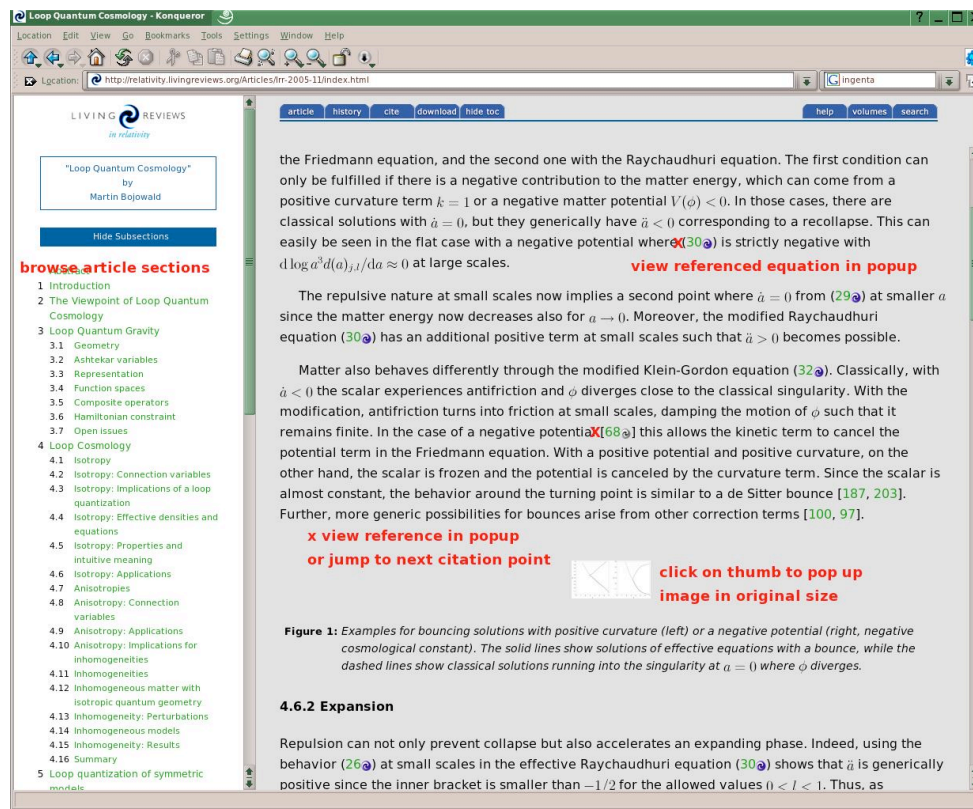 Loop Quantum Cosmology - Konqueror
Location Edit View Go Bookmarks Tools Settings Window Help
Location: http://relativity.livingreviews.org/Articles/lrr-2005-11/index.html
ingenta
LIVING REVIEWS
in relativity
"Loop Quantum Cosmology"
by
Martin Bojowald
Hide Subsections
browse article sections
Abstract
1 Introduction
2 The Viewpoint of Loop Quantum
Cosmology
3 Loop Quantum Gravity
3.1 Geometry
3.2 Ashtekar variables
3.3 Representation
3.4 Function spaces
3.5 Composite operators
3.6 Hamiltonian constraint
3.7 Open issues
4 Loop Cosmology
4.1 Isotropy
4.2 Isotropy: Connection variables
4.3 Isotropy: Implications of a loop
quantization
4.4 Isotropy: Effective densities and
equations
4.5 Isotropy: Properties and
intuitive meaning
4.6 Isotropy: Applications
4.7 Anisotropies
4.8 Anisotropy: Connection
variables
4.9 Anisotropy: Applications
4.10 Anisotropy: Implications for
inhomogeneities
4.11 Inhomogeneities
4.12 Inhomogeneous matter with
isotropic quantum geometry
4.13 Inhomogeneity: Perturbations
4.14 Inhomogeneous models
4.15 Inhomogeneity: Results
4.16 Summary
5 Loop quantization of symmetric
models
article history cite download hide toc
help volumes search
the Friedmann equation, and the second one with the Raychaudhuri equation. The first condition can
only be fulfilled if there is a negative contribution to the matter energy, which can come from a
positive curvature term k = 1 or a negative matter potential V(ϕ) < 0. In those cases, there are
classical solutions with ȧ = 0, but they generically have ä < 0 corresponding to a recollapse. This can
easily be seen in the flat case with a negative potential where x (30) is strictly negative with
d log a³d(a)_{j,l}/da ≈ 0 at large scales.
view referenced equation in popup
The repulsive nature at small scales now implies a second point where ȧ = 0 from (29) at smaller a
since the matter energy now decreases also for a → 0. Moreover, the modified Raychaudhuri
equation (30) has an additional positive term at small scales such that ä > 0 becomes possible.
Matter also behaves differently through the modified Klein-Gordon equation (32). Classically, with
ȧ < 0 the scalar experiences antifriction and ϕ diverges close to the classical singularity. With the
modification, antifriction turns into friction at small scales, damping the motion of ϕ such that it
remains finite. In the case of a negative potential X [68] this allows the kinetic term to cancel the
potential term in the Friedmann equation. With a positive potential and positive curvature, on the
other hand, the scalar is frozen and the potential is canceled by the curvature term. Since the scalar is
almost constant, the behavior around the turning point is similar to a de Sitter bounce [187, 203].
Further, more generic possibilities for bounces arise from other correction terms [100, 97].
x view reference in popup
or jump to next citation point
click on thumb to pop up
image in original size
Figure 1: Examples for bouncing solutions with positive curvature (left) or a negative potential (right, negative
cosmological constant). The solid lines show solutions of effective equations with a bounce, while the
dashed lines show classical solutions running into the singularity at a = 0 where ϕ diverges.
4.6.2 Expansion
Repulsion can not only prevent collapse but also accelerates an expanding phase. Indeed, using the
behavior (26) at small scales in the effective Raychaudhuri equation (30) shows that ä is generically
positive since the inner bracket is smaller than −1/2 for the allowed values 0 < l < 1. Thus, as